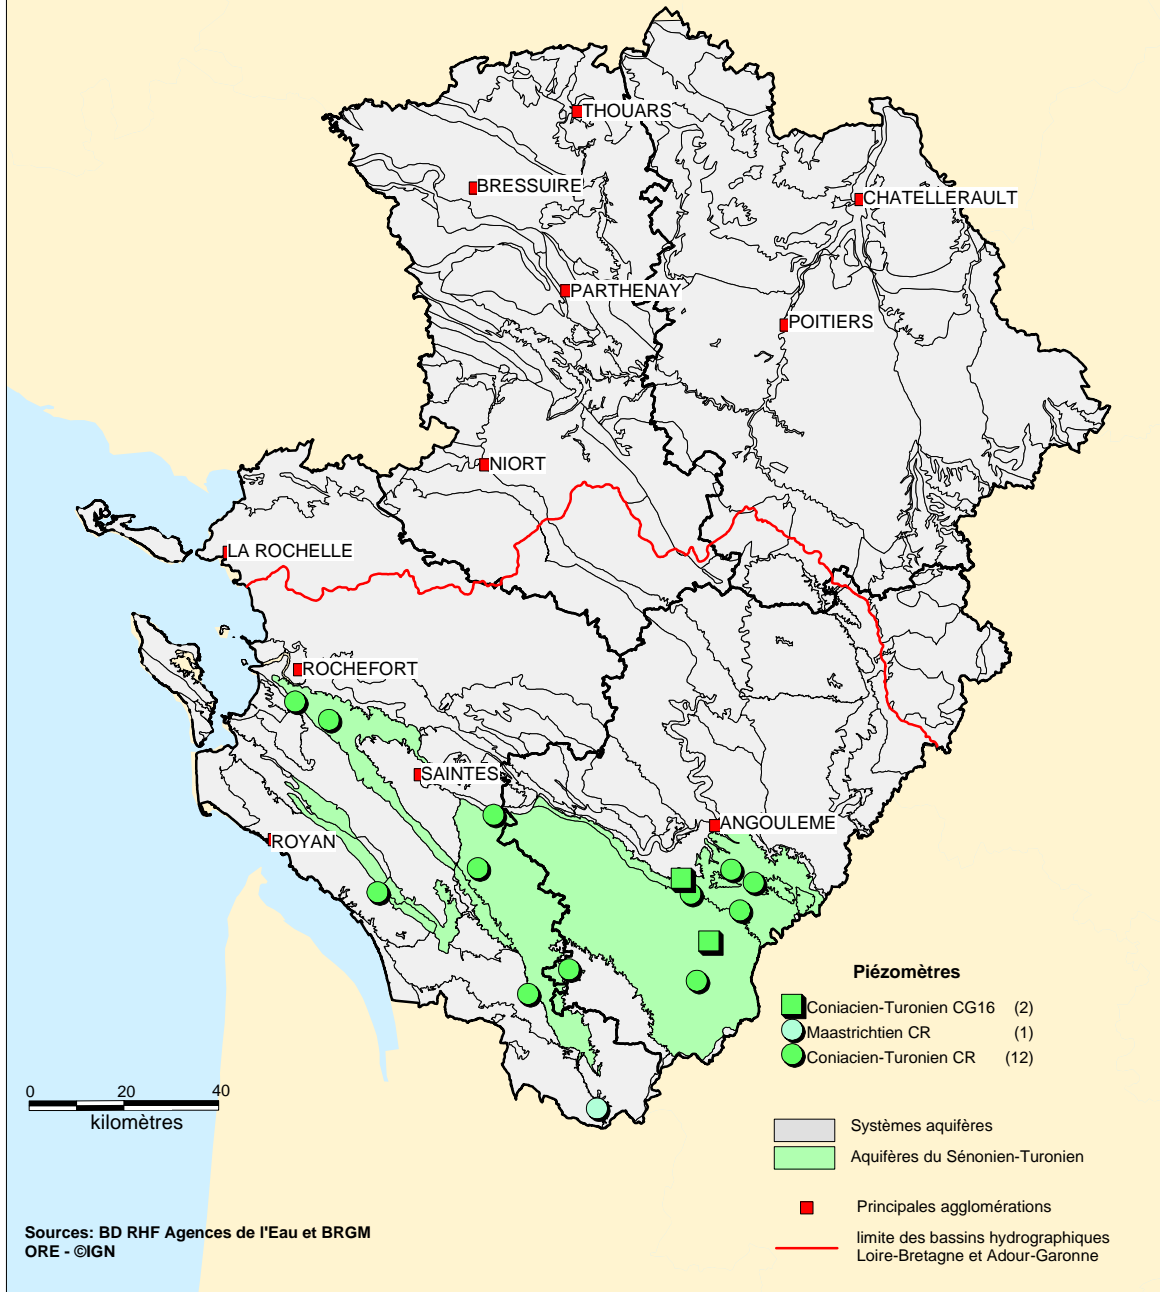 THOUARS
BRESSUIRE
CHATELLERAULT
PARTHENAY
POITIERS
NIORT
LA ROCHELLE
ROCHEFORT
SAINTES
ANGOULEME
ROYAN
Piézomètres
Coniacien-Turonien CG16 (2)
Maastrichtien CR (1)
Coniacien-Turonien CR (12)
0 20 40
kilomètres
Systèmes aquifères
Aquifères du Sénonien-Turonien
Principales agglomérations
limite des bassins hydrographiques
Loire-Bretagne et Adour-Garonne
Sources: BD RHF Agences de l'Eau et BRGM
ORE - ©IGN